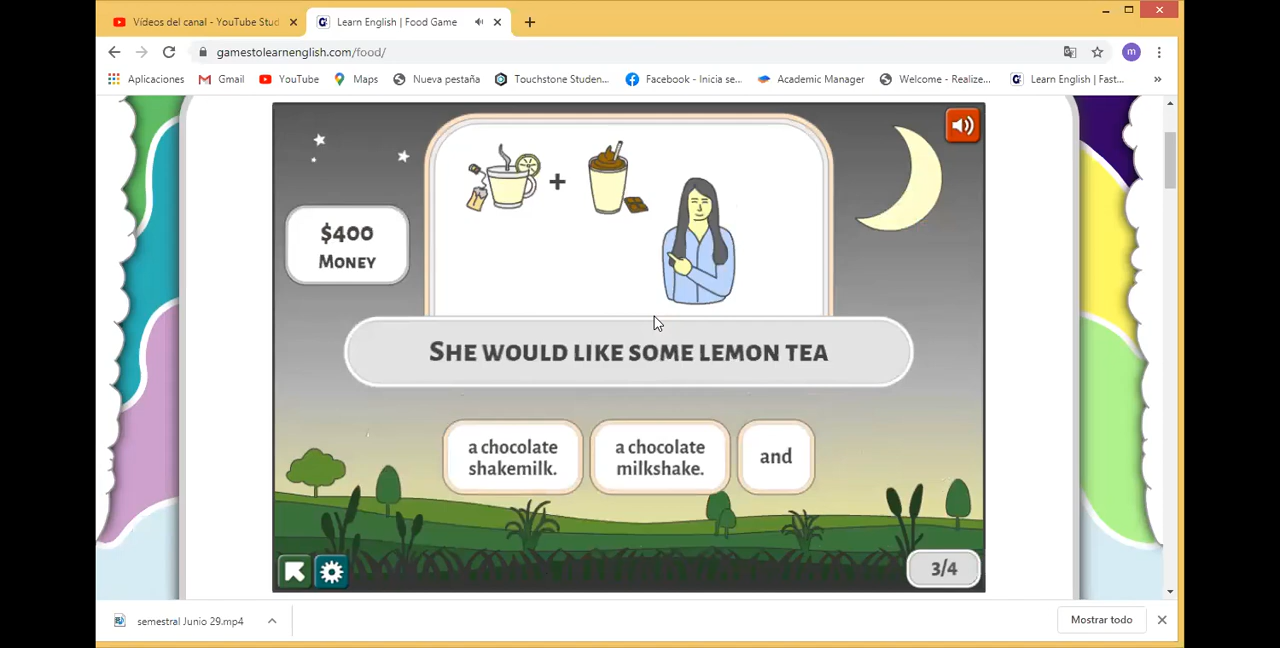 Vídeos del canal - YouTube Stud
Learn English | Food Game
gamestolearnenglish.com/food/
m
Aplicaciones
Gmail
YouTube
Maps
Nueva pestaña
Touchstone Studen...
Facebook - Inicia se...
Academic Manager
Welcome - Realize...
Learn English | Fast...
»
$400
MONEY
+
SHE WOULD LIKE SOME LEMON TEA
a chocolate
shakemilk.
a chocolate
milkshake.
and
3/4
semestral Junio 29.mp4
Mostrar todo